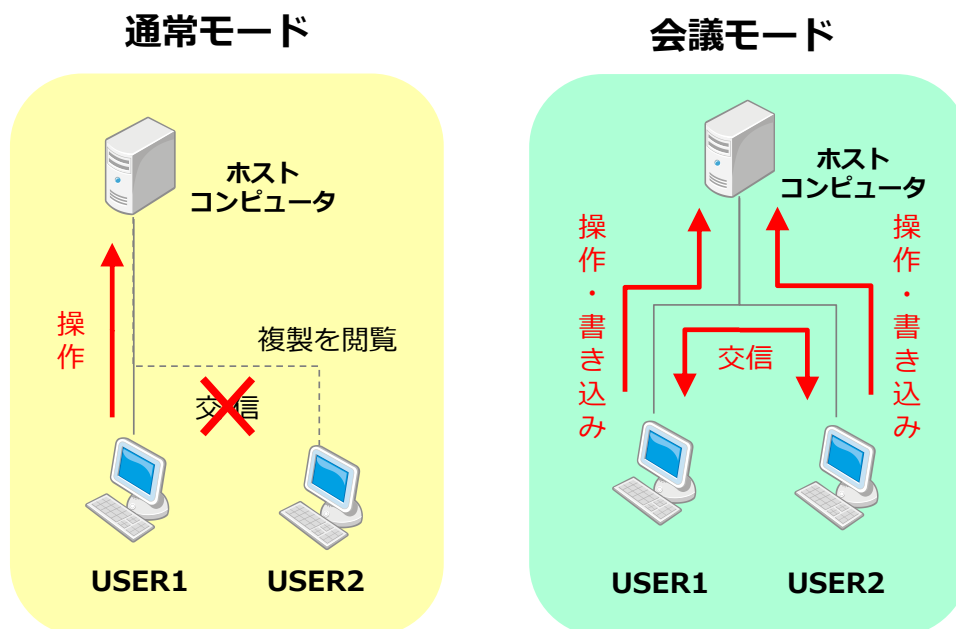 通常モード
ホスト
コンピュータ
操作
複製を閲覧
交信
USER1
USER2
会議モード
ホスト
コンピュータ
操作・書き込み
交信
操作・書き込み
USER1
USER2